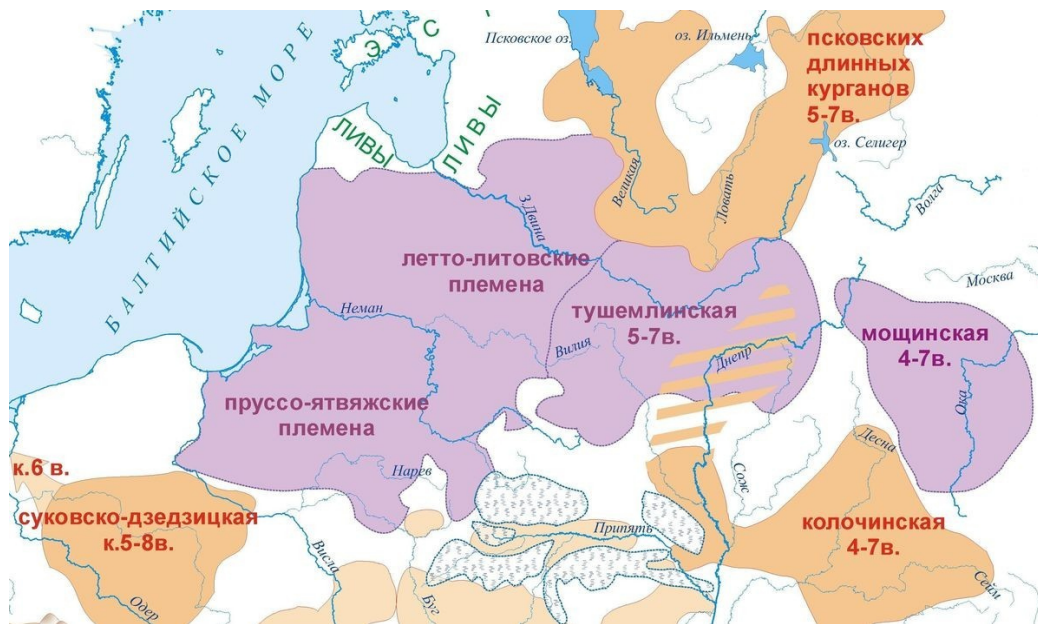 Э С
Псковское оз.
оз. Ильмень
псковских
длинных
курганов
5-7в.
БАЛТИЙСКОЕ МОРЕ
ЛИВЫ
ЛИВЫ
оз. Селигер
Великая
Ловать
Волга
З.Двина
летто-литовские
племена
Москва
Неман
тушемлинская
5-7в.
мощинская
4-7в.
Вилия
Днепр
Ока
пруссо-ятвяжские
племена
Десна
к.6 в.
Нарев
Сож
суковско-дзедзицкая
к.5-8в.
Припять
колочинская
4-7в.
Висла
Сейм
Одер
Буг